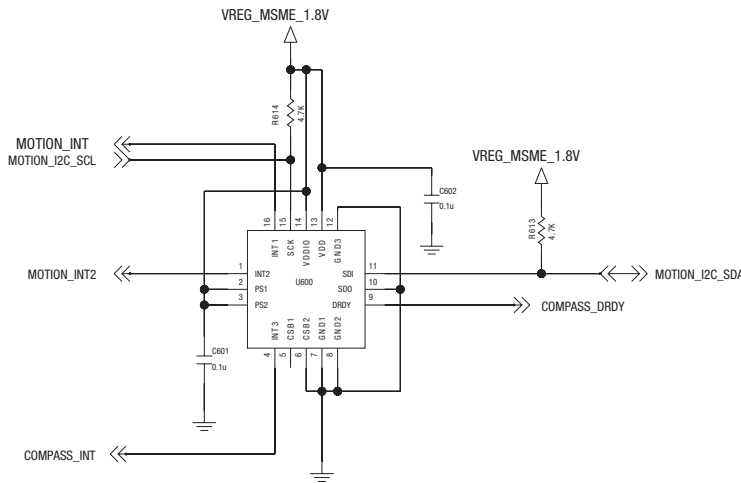 VREG_MSME_1.8V
R614
4.7K
MOTION_INT
MOTION_I2C_SCL
VREG_MSME_1.8V
C602
0.1u
R613
4.7K
16
15
14
13
12
INT1
SCK
VDDIO
VDD
GND3
MOTION_INT2
1
INT2
U600
SDI
11
MOTION_I2C_SDA
2
PS1
SDO
10
3
PS2
DRDY
9
COMPASS_DRDY
INT3
CSB1
CSB2
GND1
GND2
4
5
6
7
8
C601
0.1u
COMPASS_INT